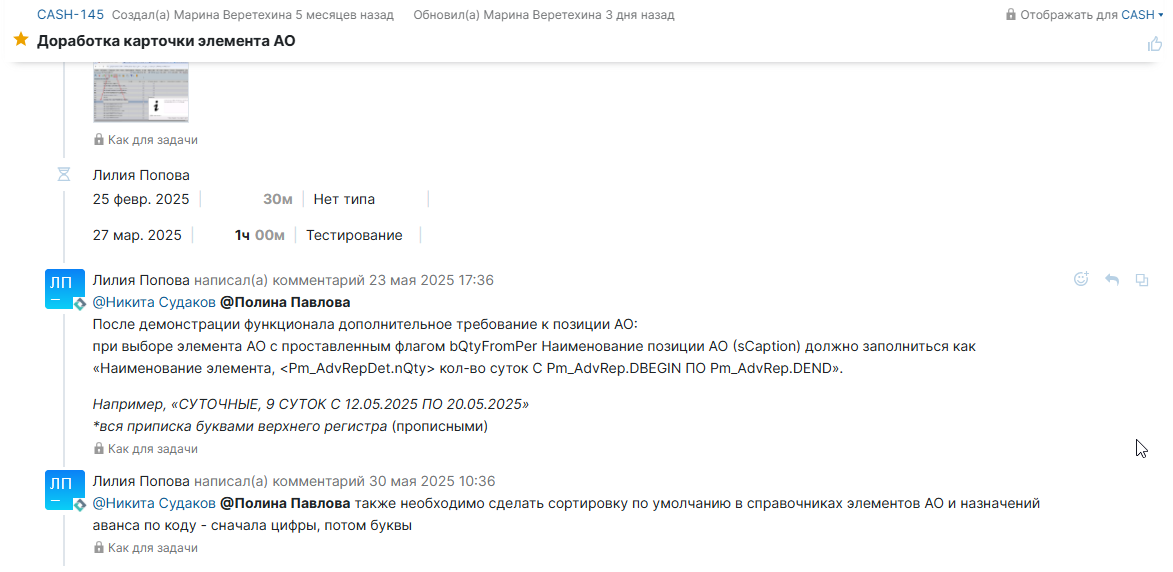 CASH-145 Создал(а) Марина Веретехина 5 месяцев назад Обновил(а) Марина Веретехина 3 дня назад Отображать для CASH
Доработка карточки элемента АО
Как для задачи
Лилия Попова
25 февр. 2025 30м Нет типа
27 мар. 2025 1ч 00м Тестирование
ЛП
Лилия Попова написал(а) комментарий 23 мая 2025 17:36
@Никита Судаков @Полина Павлова
После демонстрации функционала дополнительное требование к позиции АО:
при выборе элемента АО с проставленным флагом bQtyFromPer Наименование позиции АО (sCaption) должно заполниться как
«Наименование элемента, <Pm_AdvRepDet.nQty> кол-во суток С Pm_AdvRep.DBEGIN ПО Pm_AdvRep.DEND».
Например, «СУТОЧНЫЕ, 9 СУТОК С 12.05.2025 ПО 20.05.2025»
*вся приписка буквами верхнего регистра (прописными)
Как для задачи
ЛП
Лилия Попова написал(а) комментарий 30 мая 2025 10:36
@Никита Судаков @Полина Павлова также необходимо сделать сортировку по умолчанию в справочниках элементов АО и назначений
аванса по коду - сначала цифры, потом буквы
Как для задачи